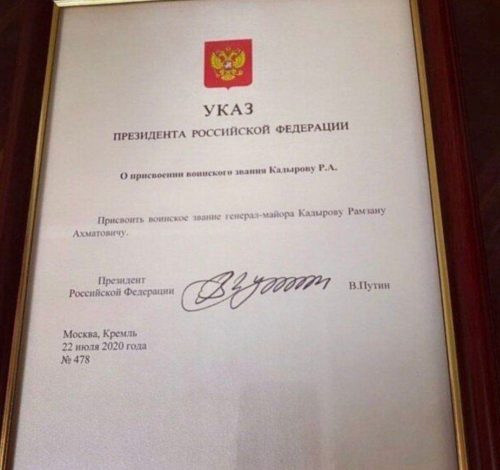 УКАЗ
ПРЕЗИДЕНТА РОССИЙСКОЙ ФЕДЕРАЦИИ
О присвоении воинского звания Кадырову Р.А.
Присвоить воинское звание генерал-майора Кадырову Рамзану
Ахматовичу.
Президент
Российской Федерации
В.Путин
Москва, Кремль
22 июля 2020 года
№ 478